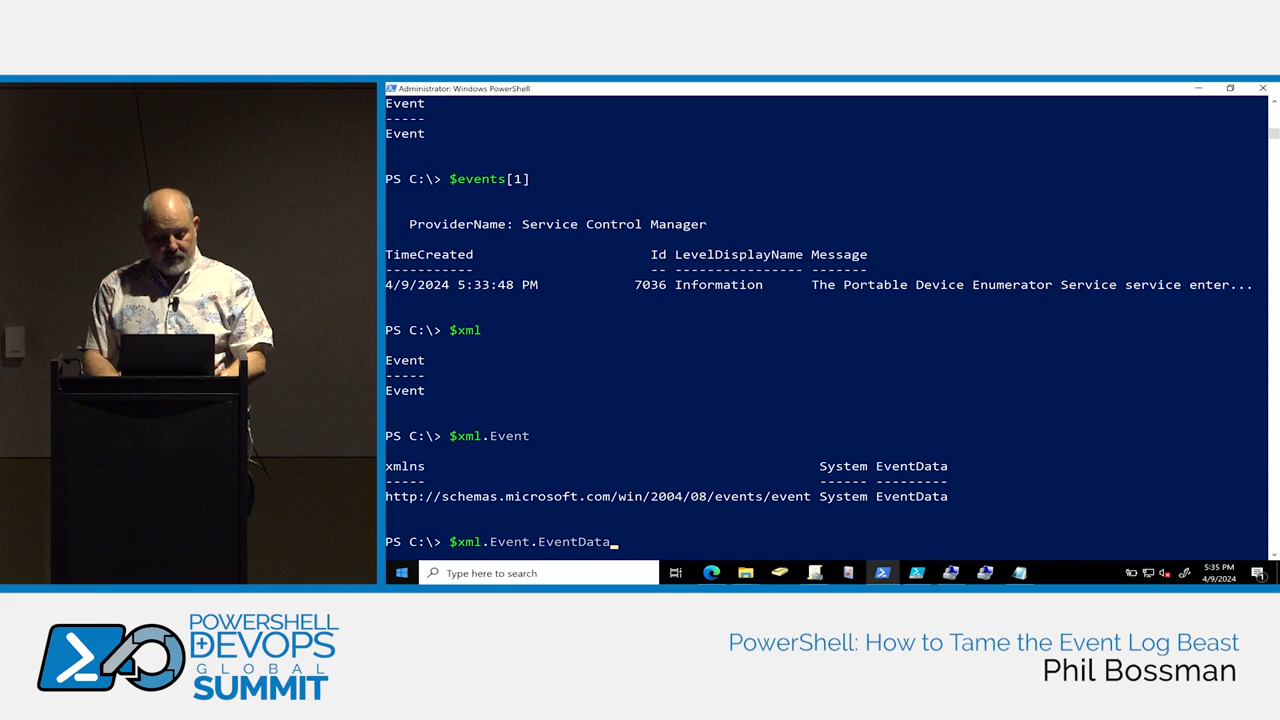 Administrator: Windows PowerShell
Event
-----
Event
PS C:\> $events[1]
ProviderName: Service Control Manager
TimeCreated Id LevelDisplayName Message
----------- -- ---------------- -------
4/9/2024 5:33:48 PM 7036 Information The Portable Device Enumerator Service service enter...
PS C:\> $xml
Event
-----
Event
PS C:\> $xml.Event
xmlns System EventData
----- ------ ---------
http://schemas.microsoft.com/win/2004/08/events/event System EventData
PS C:\> $xml.Event.EventData_
Type here to search
5:35 PM
4/9/2024
POWERSHELL
DEVOPS
GLOBAL
SUMMIT
PowerShell: How to Tame the Event Log Beast
Phil Bossman